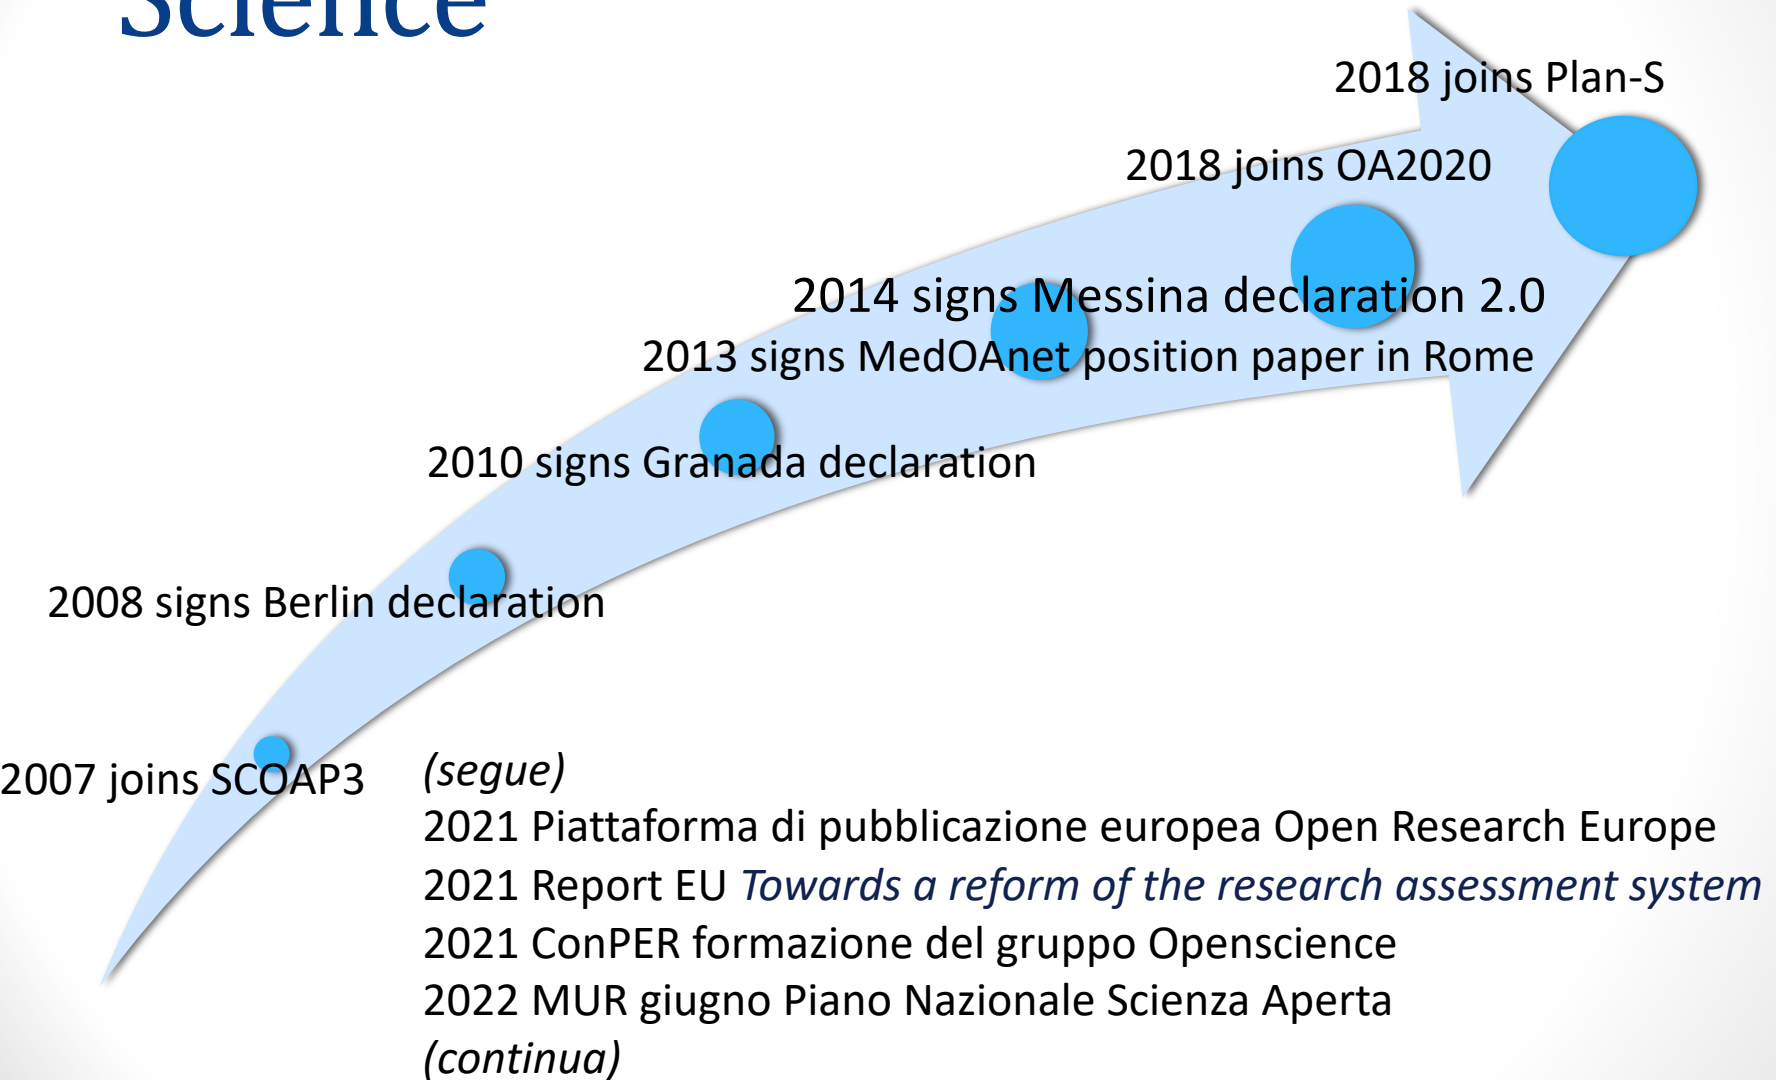 Science
2018 joins Plan-S
2018 joins OA2020
2014 signs Messina declaration 2.0
2013 signs MedOAnet position paper in Rome
2010 signs Granada declaration
2008 signs Berlin declaration
2007 joins SCOAP3
(segue)
2021 Piattaforma di pubblicazione europea Open Research Europe
2021 Report EU Towards a reform of the research assessment system
2021 ConPER formazione del gruppo Openscience
2022 MUR giugno Piano Nazionale Scienza Aperta
(continua)